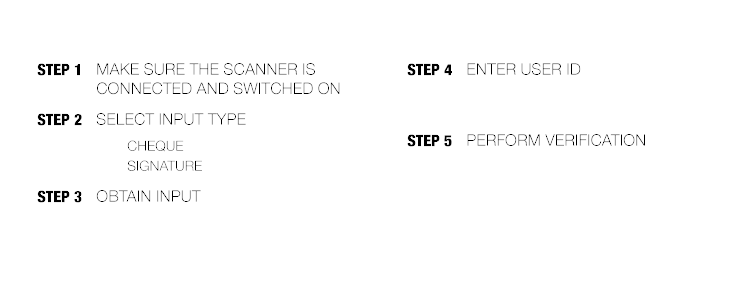 STEP 1 MAKE SURE THE SCANNER IS
CONNECTED AND SWITCHED ON
STEP 2 SELECT INPUT TYPE
CHEQUE
SIGNATURE
STEP 3 OBTAIN INPUT
STEP 4 ENTER USER ID
STEP 5 PERFORM VERIFICATION